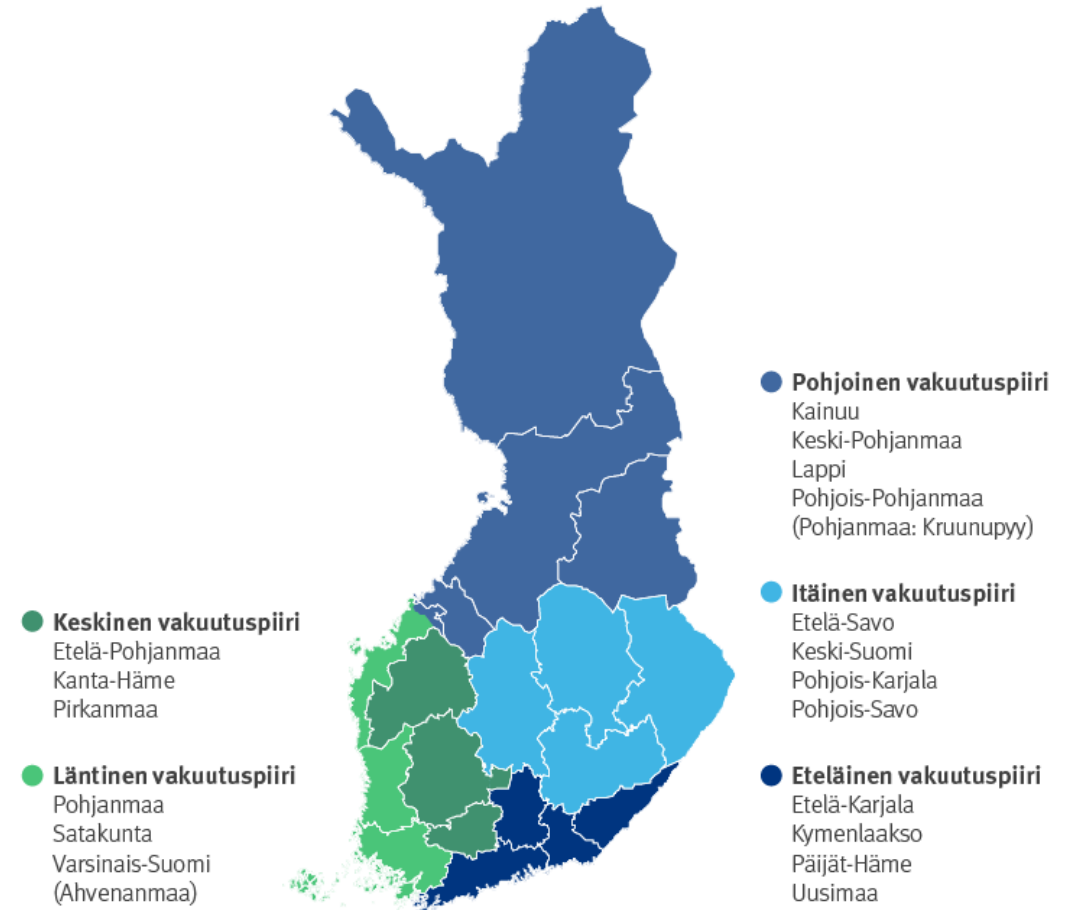 Pohjoinen vakuutuspiiri
Kainuu
Keski-Pohjanmaa
Lappi
Pohjois-Pohjanmaa
(Pohjanmaa: Kruunupyy)
Itäinen vakuutuspiiri
Etelä-Savo
Keski-Suomi
Pohjois-Karjala
Pohjois-Savo
Keskinen vakuutuspiiri
Etelä-Pohjanmaa
Kanta-Häme
Pirkanmaa
Läntinen vakuutuspiiri
Pohjanmaa
Satakunta
Varsinais-Suomi
(Ahvenanmaa)
Eteläinen vakuutuspiiri
Etelä-Karjala
Kymenlaakso
Päijät-Häme
Uusimaa